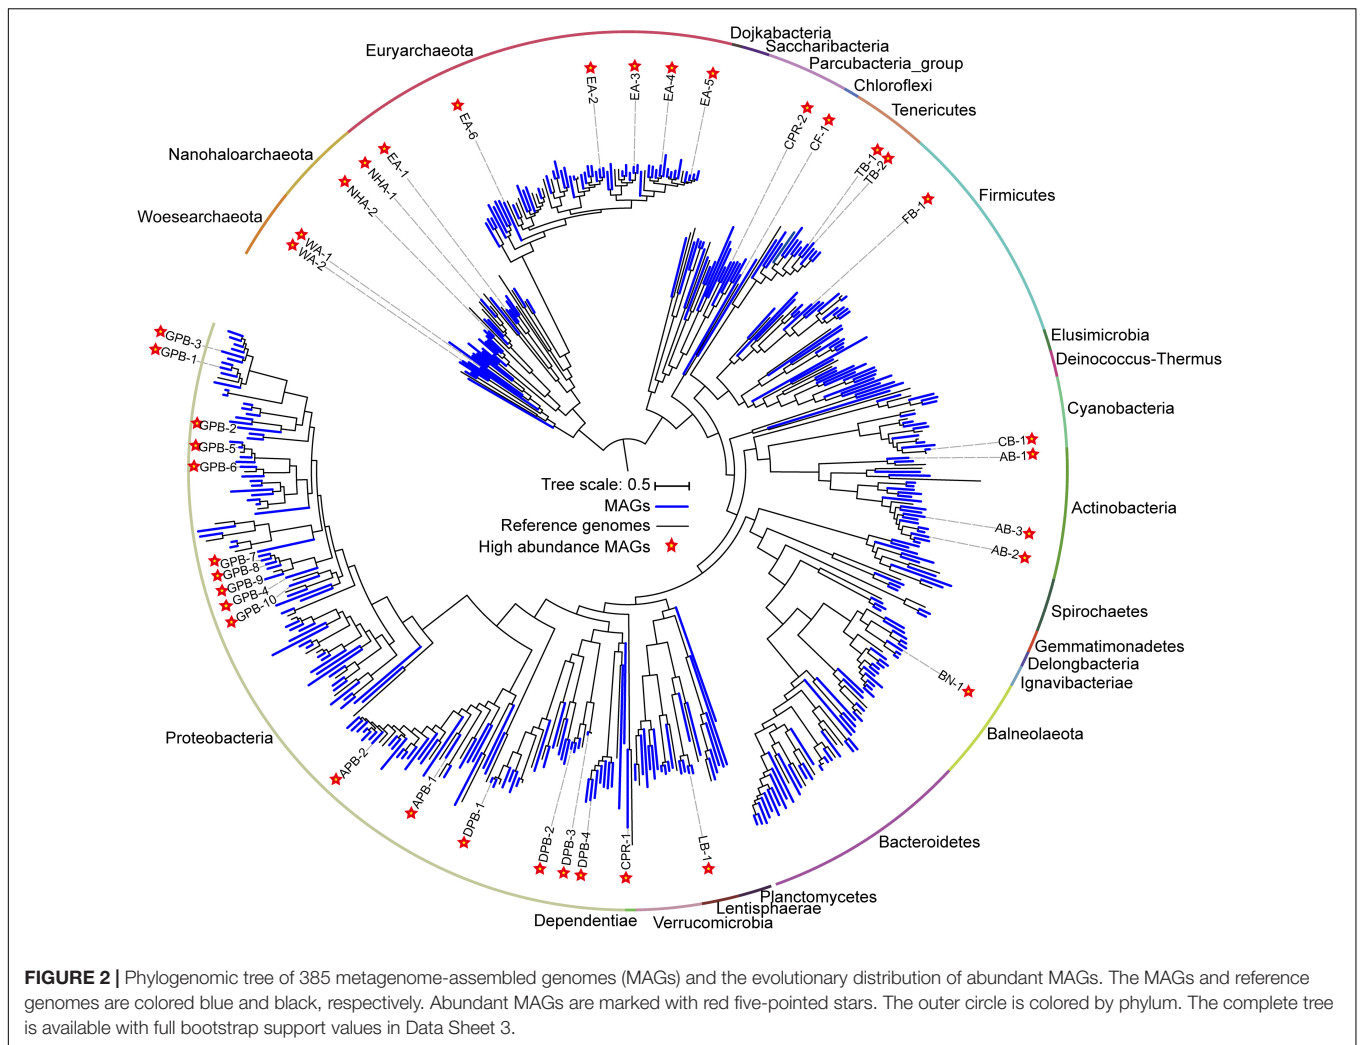 Dojkabacteria
Saccharibacteria
Parcubacteria_group
Chloroflexi
Tenericutes
Euryarchaeota
Nanohaloarchaeota
Woesearchaeota
Firmicutes
Elusimicrobia
Deinococcus-Thermus
Cyanobacteria
Actinobacteria
Spirochaetes
Gemmatimonadetes
Delongbacteria
Ignavibacteriae
Balneolaeota
Bacteroidetes
Planctomycetes
Lentisphaerae
Verrucomicrobia
Dependentiae
Proteobacteria
WA-2
WA-1
NHA-2
NHA-1
EA-1
EA-6
EA-2
EA-3
EA-4
EA-5
CPR-2
CF-1
TB-1
TB-2
FB-1
CB-1
AB-1
AB-3
AB-2
BN-1
LB-1
CPR-1
DPB-4
DPB-3
DPB-2
DPB-1
APB-1
APB-2
GPB-10
GPB-4
GPB-9
GPB-8
GPB-7
GPB-6
GPB-5
GPB-2
GPB-1
GPB-3
Tree scale: 0.5
MAGs
Reference genomes
High abundance MAGs
FIGURE 2 | Phylogenomic tree of 385 metagenome-assembled genomes (MAGs) and the evolutionary distribution of abundant MAGs. The MAGs and reference
genomes are colored blue and black, respectively. Abundant MAGs are marked with red five-pointed stars. The outer circle is colored by phylum. The complete tree
is available with full bootstrap support values in Data Sheet 3.